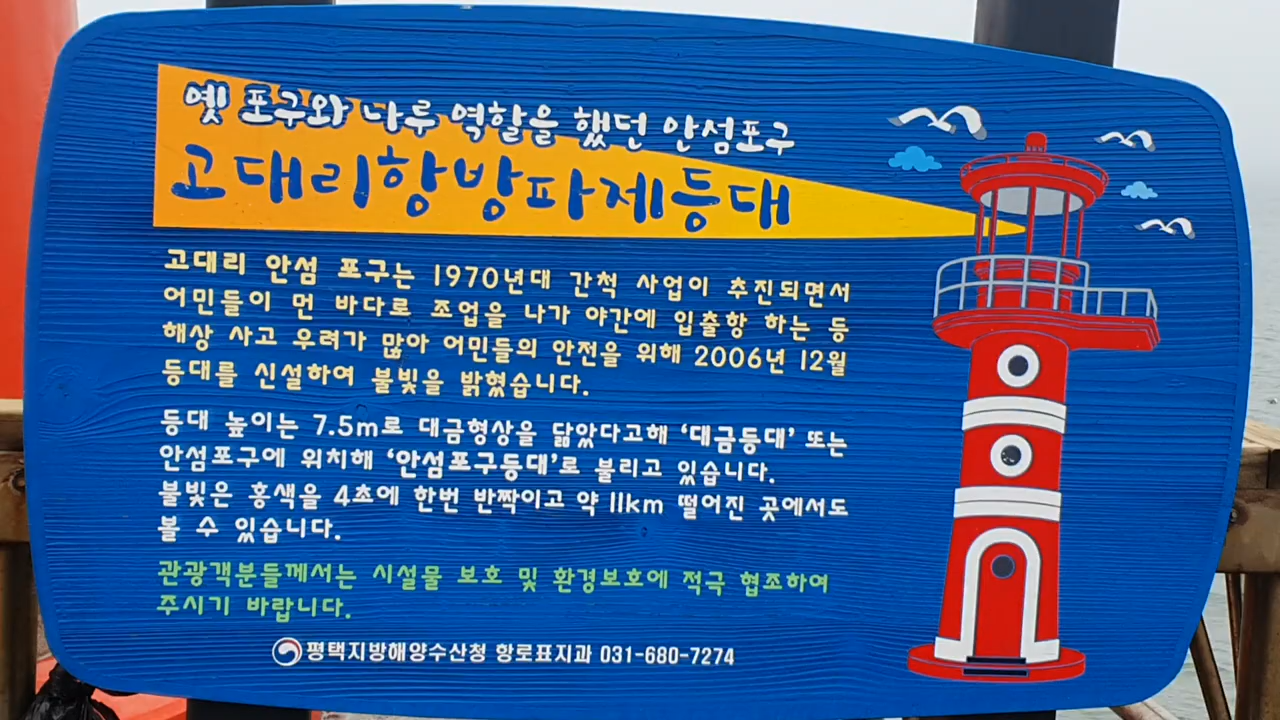 옛 포구와 나루 역할을 했던 안섬포구
고대리항방파제등대
고대리 안섬 포구는 1970년대 간척 사업이 추진되면서
어민들이 먼 바다로 조업을 나가 야간에 입출항 하는 등
해상 사고 우려가 많아 어민들의 안전을 위해 2006년 12월
등대를 신설하여 불빛을 밝혔습니다.
등대 높이는 7.5m로 대금형상을 닮았다고해 '대금등대' 또는
안섬포구에 위치해 '안섬포구등대'로 불리고 있습니다.
불빛은 홍색을 4초에 한번 반짝이고 약 11km 떨어진 곳에서도
볼 수 있습니다.
관광객분들께서는 시설물 보호 및 환경보호에 적극 협조하여
주시기 바랍니다.
평택지방해양수산청 항로표지과 031-680-7274